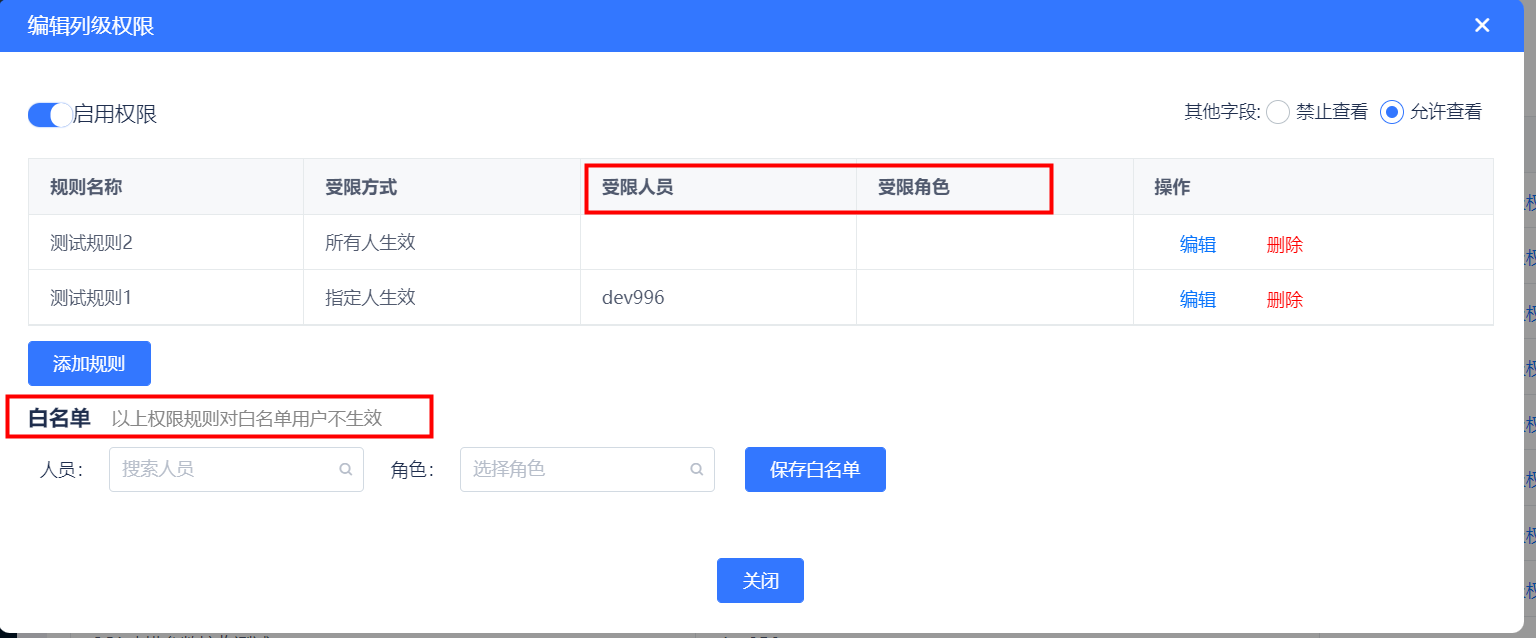 编辑列级权限
启用权限
其他字段: 禁止查看 允许查看
规则名称 受限方式 受限人员 受限角色 操作
测试规则2 所有人生效 编辑 删除
测试规则1 指定人生效 dev996 编辑 删除
添加规则
白名单 以上权限规则对白名单用户不生效
人员: 搜索人员 角色: 选择角色 保存白名单
关闭